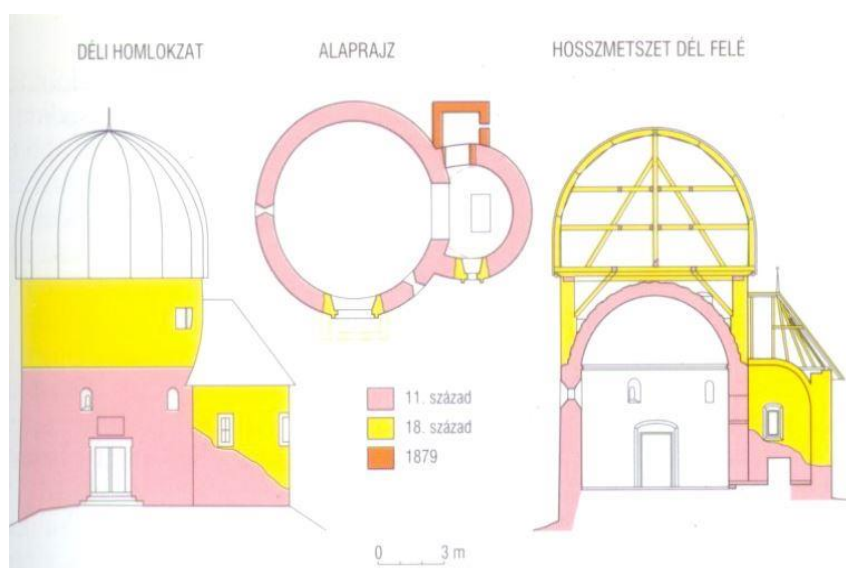 DÉLI HOMLOKZAT
ALAPRAJZ
HOSSZMETSZET DÉL FELÉ
11. század
18. század
1879
0 3 m